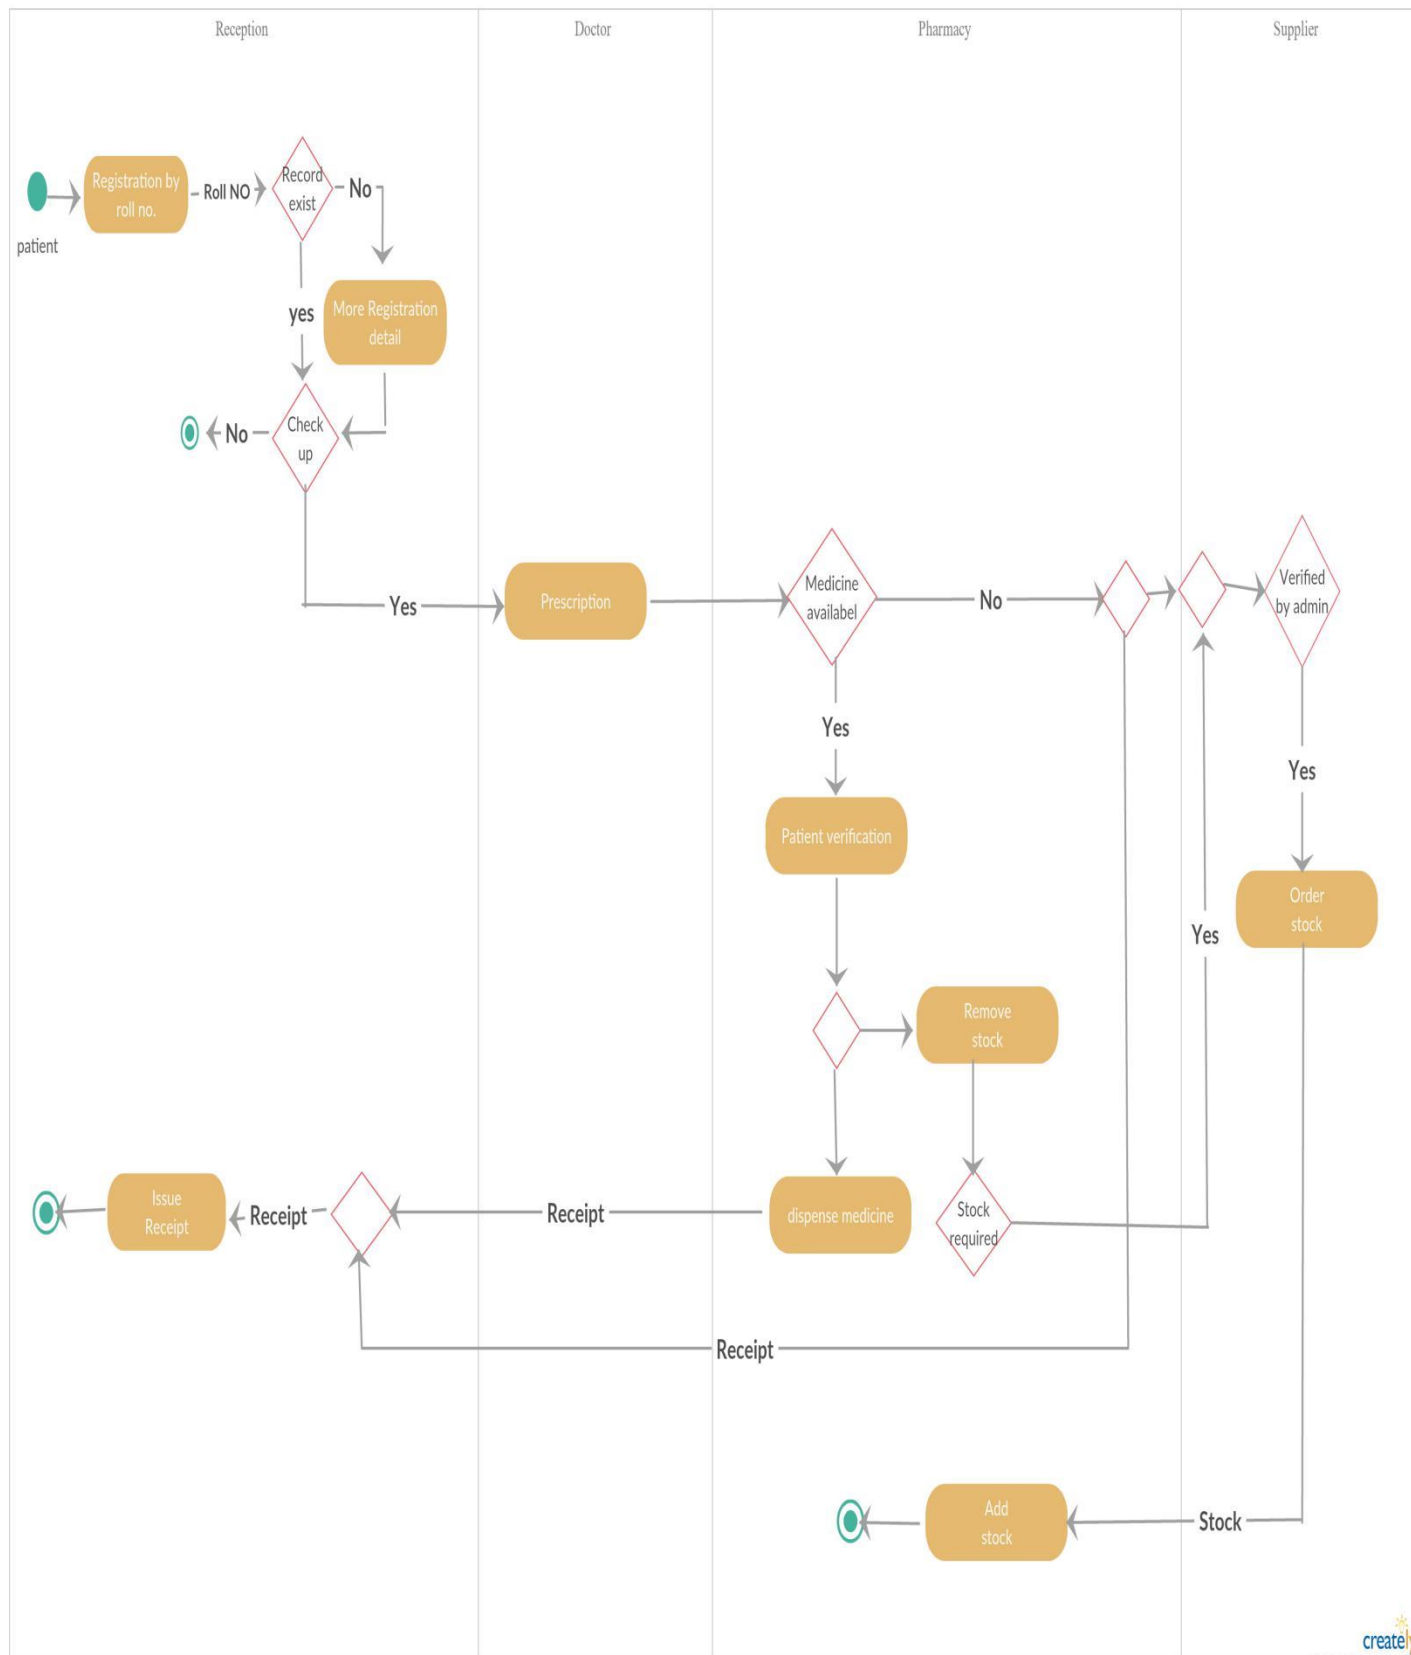 Reception
Doctor
Pharmacy
Supplier
Registration by
roll no.
Roll NO
Record
exist
No
patient
yes
More Registration
detail
Check
up
No
Yes
Prescription
Medicine
availabel
No
Verified
by admin
Yes
Yes
Patient verification
Order
stock
Yes
Remove
stock
Issue
Receipt
Receipt
Receipt
dispense medicine
Stock
required
Receipt
Add
stock
Stock
creately